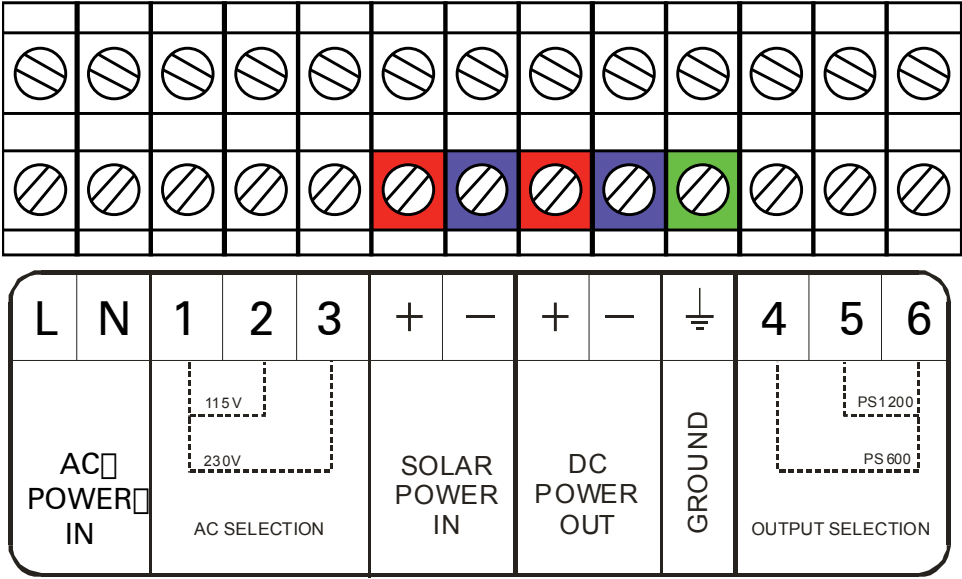 L N 1 2 3 + − + − 4 5 6
115V
230V
PS1200
PS600
AC
POWER
IN
AC SELECTION
SOLAR
POWER
IN
DC
POWER
OUT
GROUND
OUTPUT SELECTION